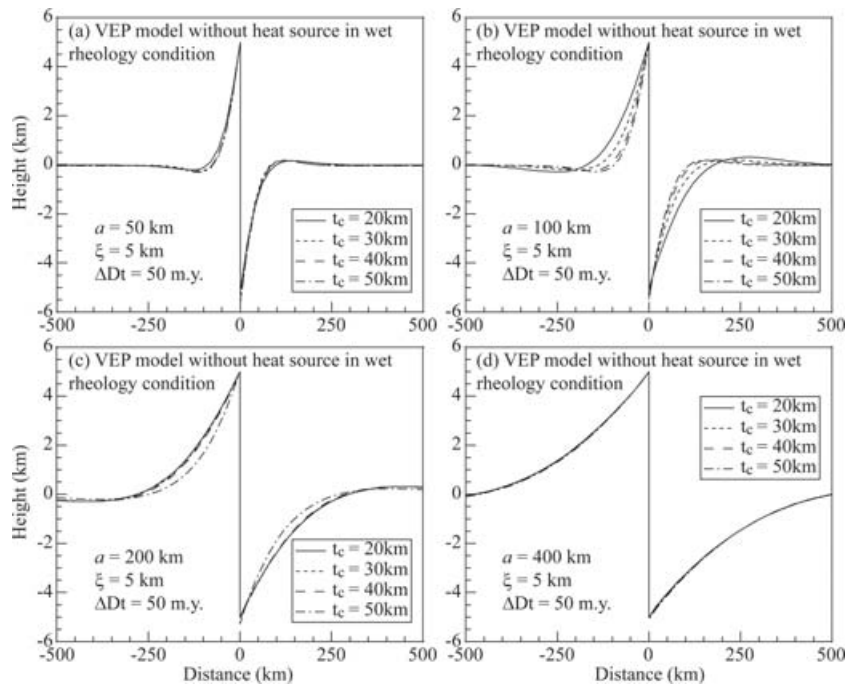 (a) VEP model without heat source in wet
rheology condition
Height (km)
6
4
2
0
-2
-4
-6
a = 50 km
ξ = 5 km
ΔDt = 50 m.y.
tc = 20km
tc = 30km
tc = 40km
tc = 50km
-500
-250
0
250
500
(b) VEP model without heat source in wet
rheology condition
6
4
2
0
-2
-4
-6
a = 100 km
ξ = 5 km
ΔDt = 50 m.y.
tc = 20km
tc = 30km
tc = 40km
tc = 50km
-500
-250
0
250
500
(c) VEP model without heat source in wet
rheology condition
Height (km)
4
2
0
-2
-4
-6
a = 200 km
ξ = 5 km
ΔDt = 50 m.y.
tc = 20km
tc = 30km
tc = 40km
tc = 50km
-500
-250
0
250
500
Distance (km)
(d) VEP model without heat source in wet
rheology condition
4
2
0
-2
-4
-6
tc = 20km
tc = 30km
tc = 40km
tc = 50km
a = 400 km
ξ = 5 km
ΔDt = 50 m.y.
-500
-250
0
250
500
Distance (km)